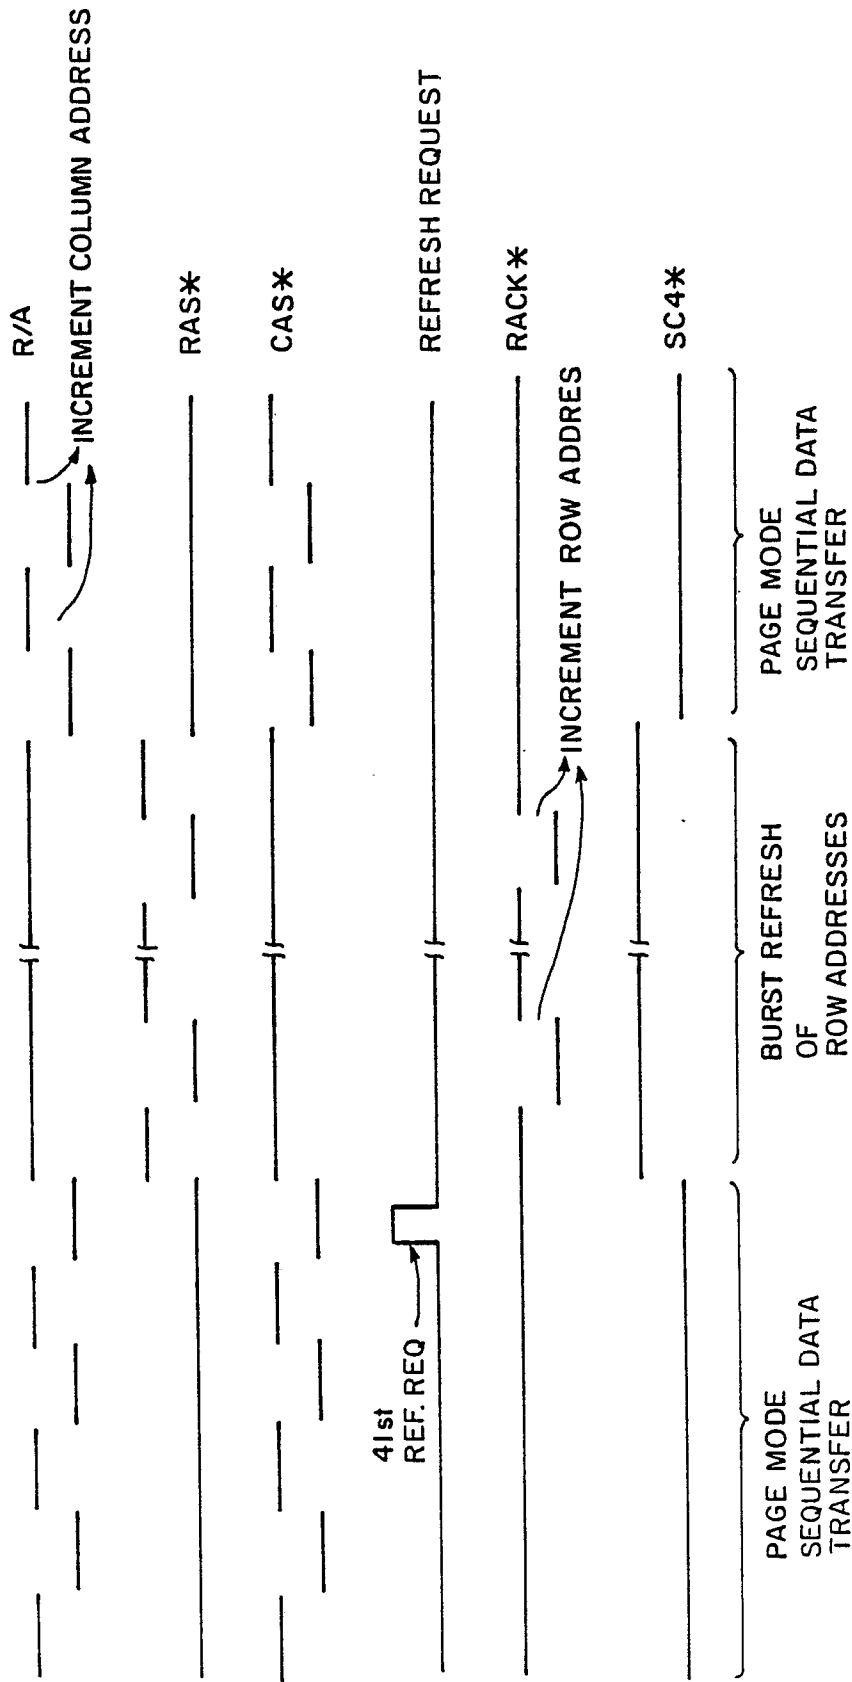 R/A
INCREMENT COLUMN ADDRESS
RAS*
CAS*
41st
REF. REQ
REFRESH REQUEST
RACK*
INCREMENT ROW ADDRES
SC4*
PAGE MODE
SEQUENTIAL DATA
TRANSFER
BURST REFRESH
OF
ROW ADDRESSES
PAGE MODE
SEQUENTIAL DATA
TRANSFER